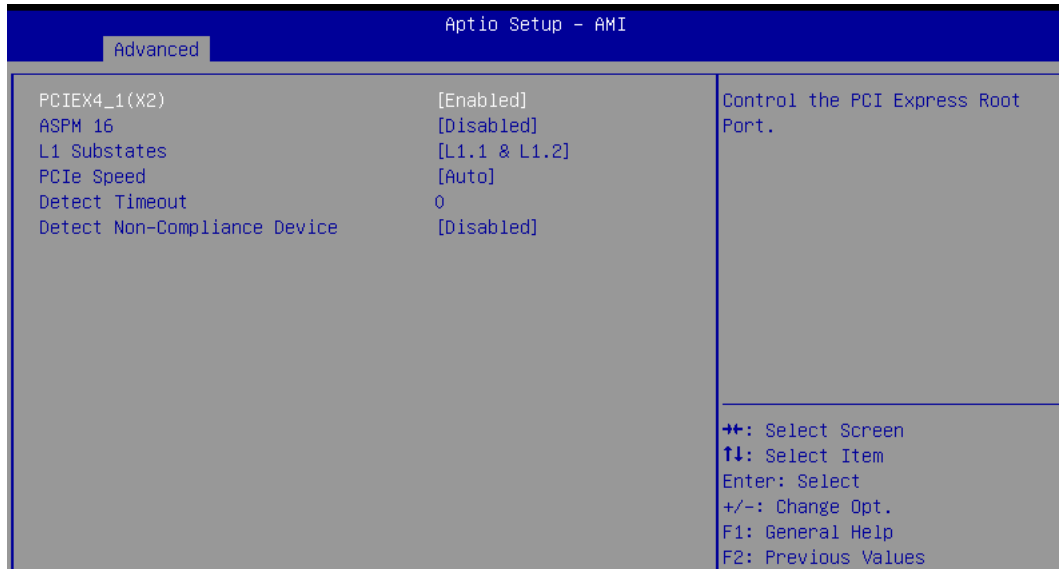 Aptio Setup - AMI
Advanced
PCIEX4_1(X2) [Enabled]
ASPM 16 [Disabled]
L1 Substates [L1.1 & L1.2]
PCIe Speed [Auto]
Detect Timeout 0
Detect Non-Compliance Device [Disabled]
Control the PCI Express Root
Port.
→←: Select Screen
↑↓: Select Item
Enter: Select
+/-: Change Opt.
F1: General Help
F2: Previous Values